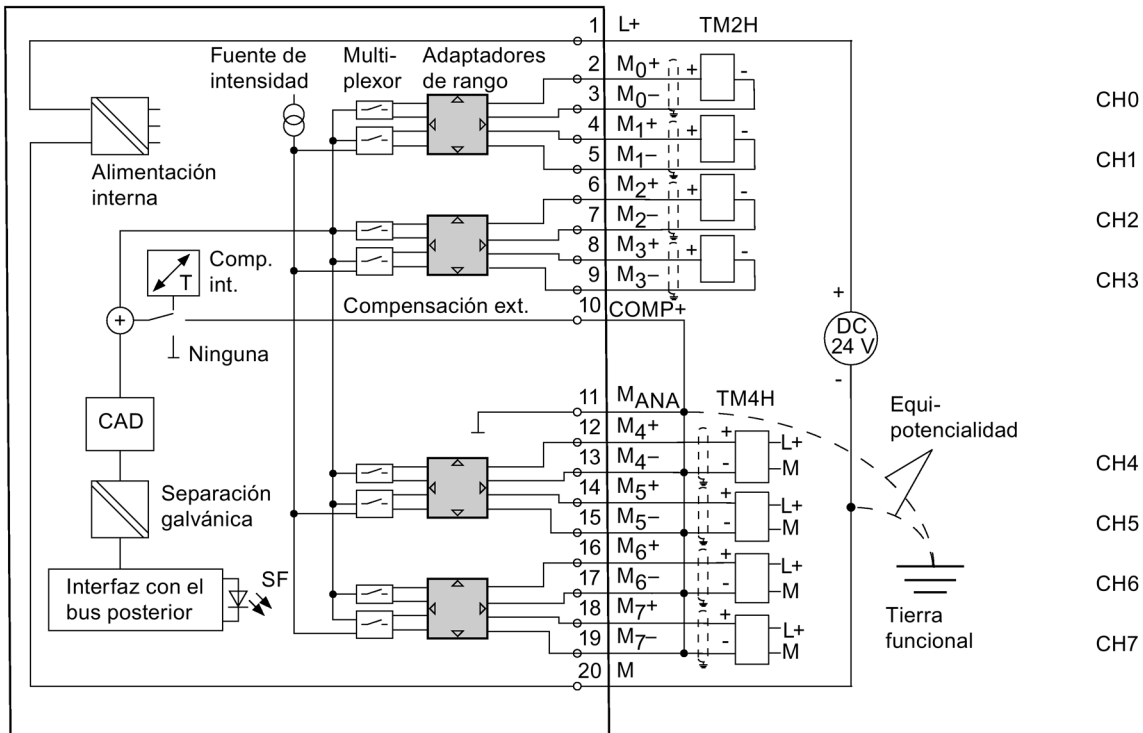 1 L+ TM2H
Fuente de
intensidad
Multi-
plexor
Adaptadores
de rango
2 M0+ + -
3 M0– CH0
4 M1+ + -
5 M1– CH1
6 M2+ + -
7 M2– CH2
8 M3+ + -
9 M3– CH3
10 COMP+
Alimentación
interna
T
Comp.
int.
Compensación ext.
+
Ninguna
+
DC
24 V
-
CAD
11 MANA TM4H
Equi-
potencialidad
12 M4+ + L+
13 M4– - M CH4
14 M5+ + L+
15 M5– - M CH5
16 M6+ + L+
17 M6– - M CH6
18 M7+ + L+
19 M7– - M CH7
20 M
Separación
galvánica
Interfaz con el
bus posterior
SF
Tierra
funcional